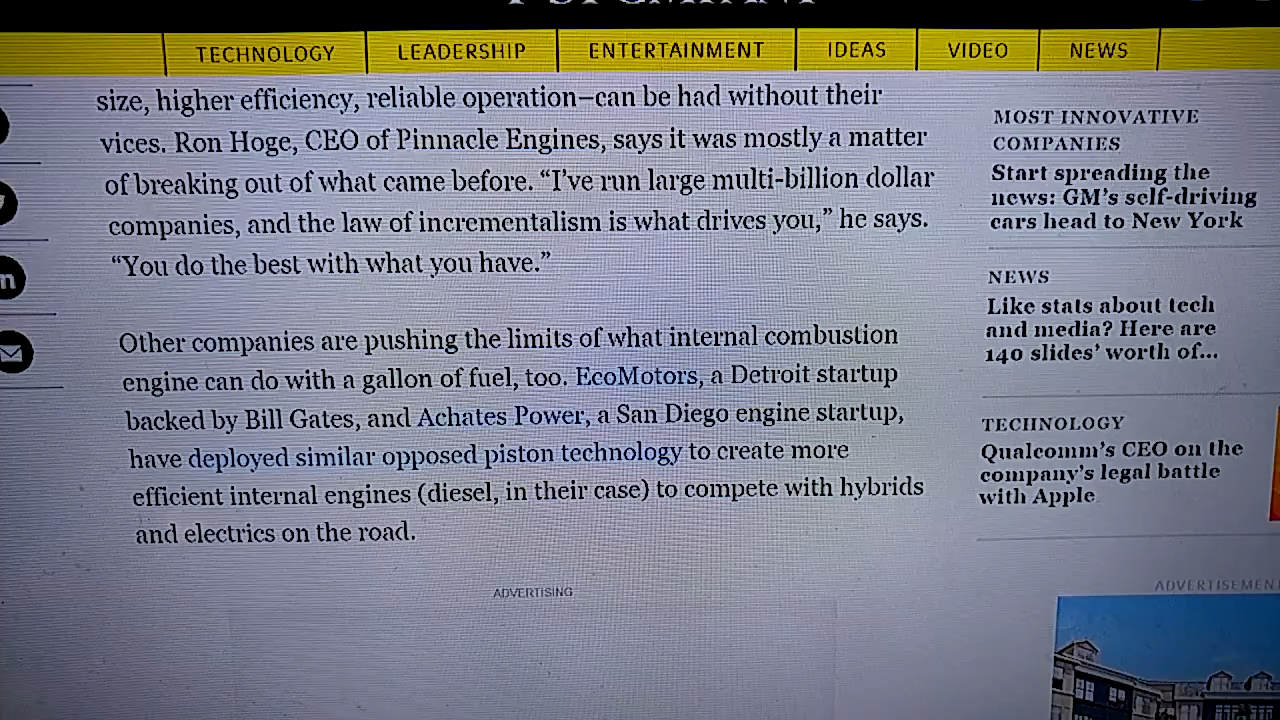 TECHNOLOGY
LEADERSHIP
ENTERTAINMENT
IDEAS
VIDEO
NEWS
size, higher efficiency, reliable operation–can be had without their
vices. Ron Hoge, CEO of Pinnacle Engines, says it was mostly a matter
of breaking out of what came before. “I’ve run large multi-billion dollar
companies, and the law of incrementalism is what drives you,” he says.
“You do the best with what you have.”
Other companies are pushing the limits of what internal combustion
engine can do with a gallon of fuel, too. EcoMotors, a Detroit startup
backed by Bill Gates, and Achates Power, a San Diego engine startup,
have deployed similar opposed piston technology to create more
efficient internal engines (diesel, in their case) to compete with hybrids
and electrics on the road.
ADVERTISING
MOST INNOVATIVE
COMPANIES
Start spreading the
news: GM’s self-driving
cars head to New York
NEWS
Like stats about tech
and media? Here are
140 slides’ worth of...
TECHNOLOGY
Qualcomm’s CEO on the
company’s legal battle
with Apple
ADVERTISEMEN